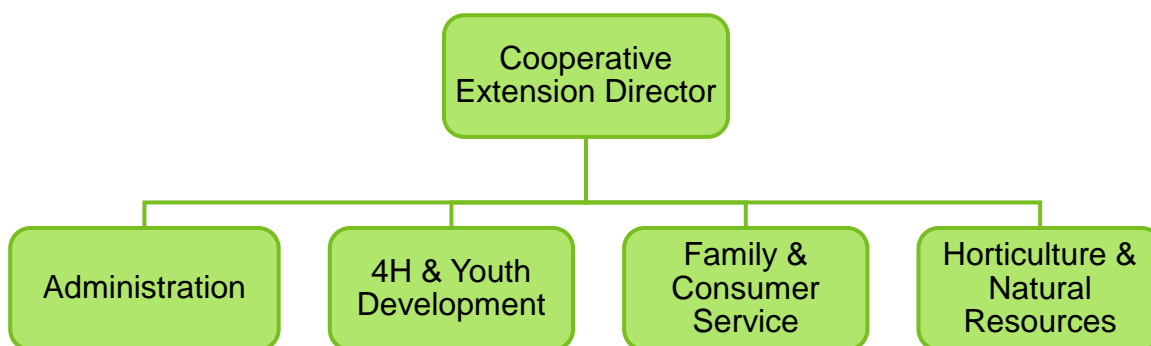 Cooperative
Extension Director
Administration
4H & Youth
Development
Family &
Consumer
Service
Horticulture &
Natural
Resources